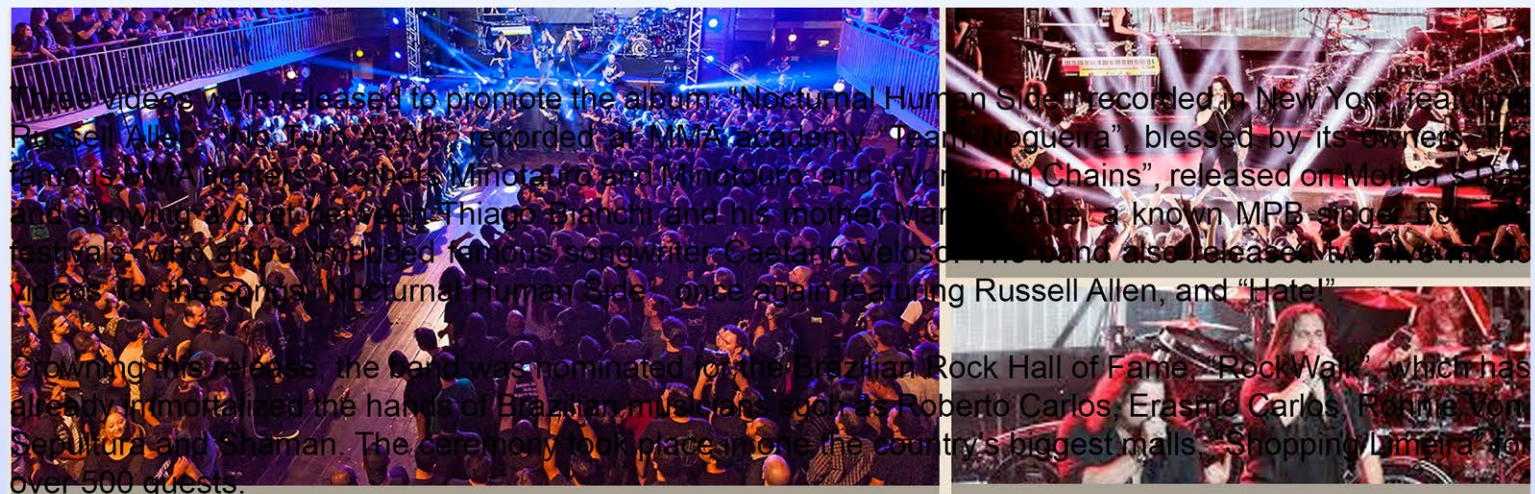 Three videos were released to promote the album: “Nocturnal Human Side”, recorded in New York, featuring
Russell Allen, “No Turn At All”, recorded at MMA academy “Team Nogueira”, blessed by its owners, the
famous MMA fighters, brothers Minotauro and Minotouro, and “Woman in Chains”, released on Mother's Day
and showing a duet between Thiago Bianchi and his mother Maria a known MPB singer from
festivals, who also introduced famous songwriter Caetano Veloso. The band also released two live music
videos, for the songs “Nocturnal Human Side”, once again featuring Russell Allen, and “Hate!”
Crowning this release, the band was nominated for the Brazilian Rock Hall of Fame, “RockWalk”, which has
already immortalized the hands of Brazilian musicians such as Roberto Carlos, Erasmo Carlos, Ronnie Von,
Sepultura and Shaman. The ceremony took place in one the country's biggest malls, “Shopping Limeira” for
over 500 guests.